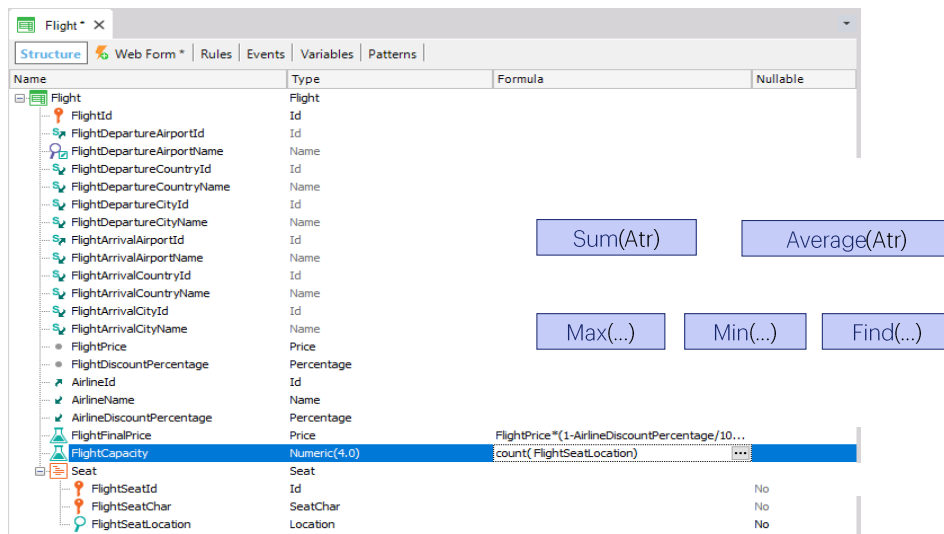 Flight *
Structure Web Form * Rules Events Variables Patterns
Name Type Formula Nullable
Flight Flight
FlightId Id
FlightDepartureAirportId Id
FlightDepartureAirportName Name
FlightDepartureCountryId Id
FlightDepartureCountryName Name
FlightDepartureCityId Id
FlightDepartureCityName Name
FlightArrivalAirportId Id
FlightArrivalAirportName Name
FlightArrivalCountryId Id
FlightArrivalCountryName Name
FlightArrivalCityId Id
FlightArrivalCityName Name
FlightPrice Price
FlightDiscountPercentage Percentage
AirlineId Id
AirlineName Name
AirlineDiscountPercentage Percentage
FlightFinalPrice Price FlightPrice*(1-AirlineDiscountPercentage/10...
FlightCapacity Numeric(4.0) count( FlightSeatLocation) ...
Seat Seat
FlightSeatId Id No
FlightSeatChar SeatChar No
FlightSeatLocation Location No
Sum(Atr) Average(Atr)
Max(...) Min(...) Find(...)